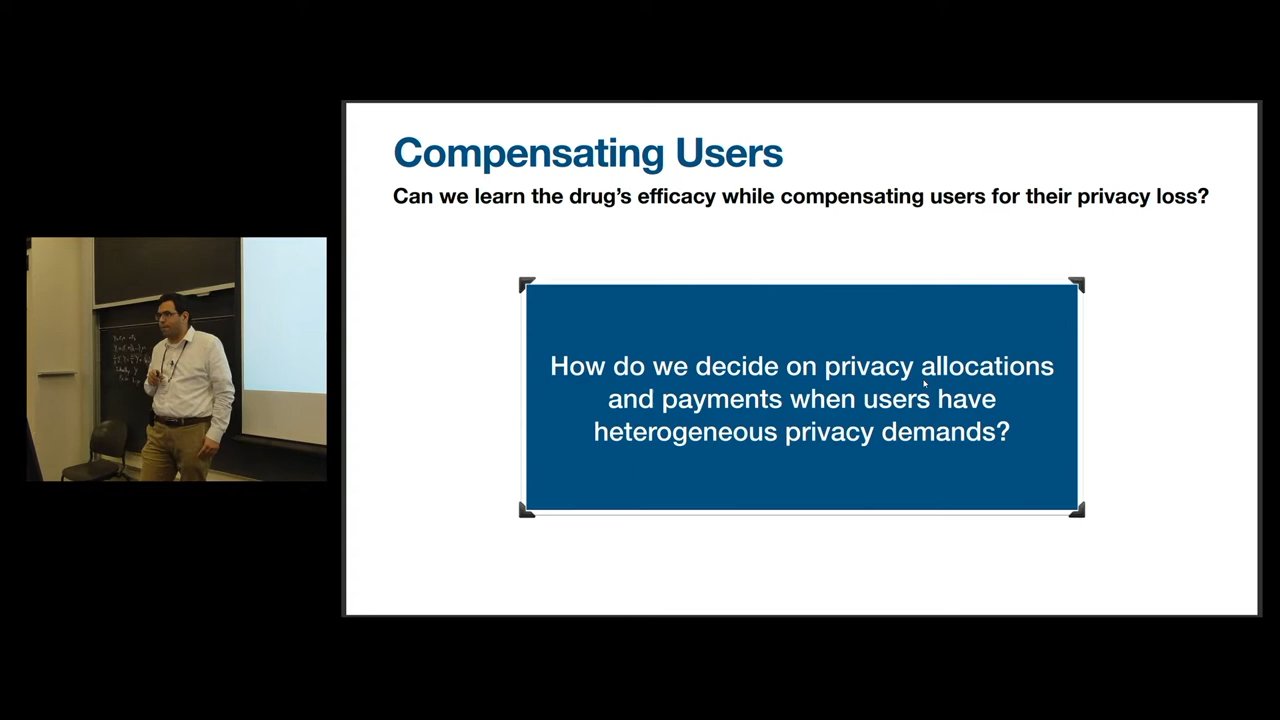 Compensating Users
Can we learn the drug's efficacy while compensating users for their privacy loss?
How do we decide on privacy allocations
and payments when users have
heterogeneous privacy demands?